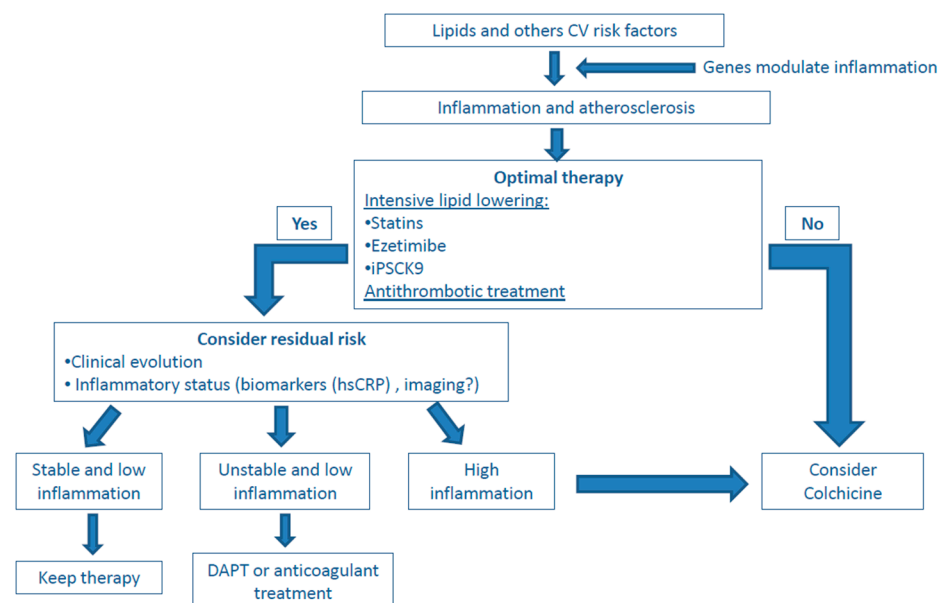 Lipids and others CV risk factors
Genes modulate inflammation
Inflammation and atherosclerosis
Optimal therapy
Intensive lipid lowering:
•Statins
•Ezetimibe
•iPSCK9
Antithrombotic treatment
Yes
No
Consider residual risk
•Clinical evolution
• Inflammatory status (biomarkers (hsCRP) , imaging?)
Stable and low
inflammation
Unstable and low
inflammation
High
inflammation
Consider
Colchicine
Keep therapy
DAPT or anticoagulant
treatment